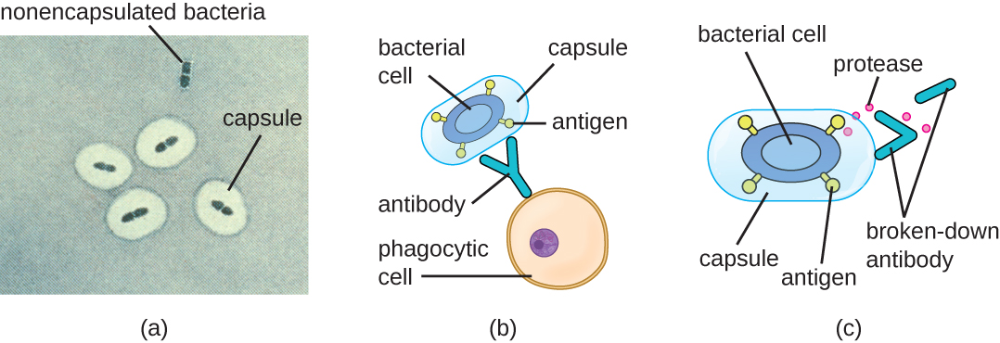 nonencapsulated bacteria
capsule
(a)
bacterial
cell
capsule
antigen
antibody
phagocytic
cell
(b)
bacterial cell
protease
broken-down
antibody
capsule
antigen
(c)